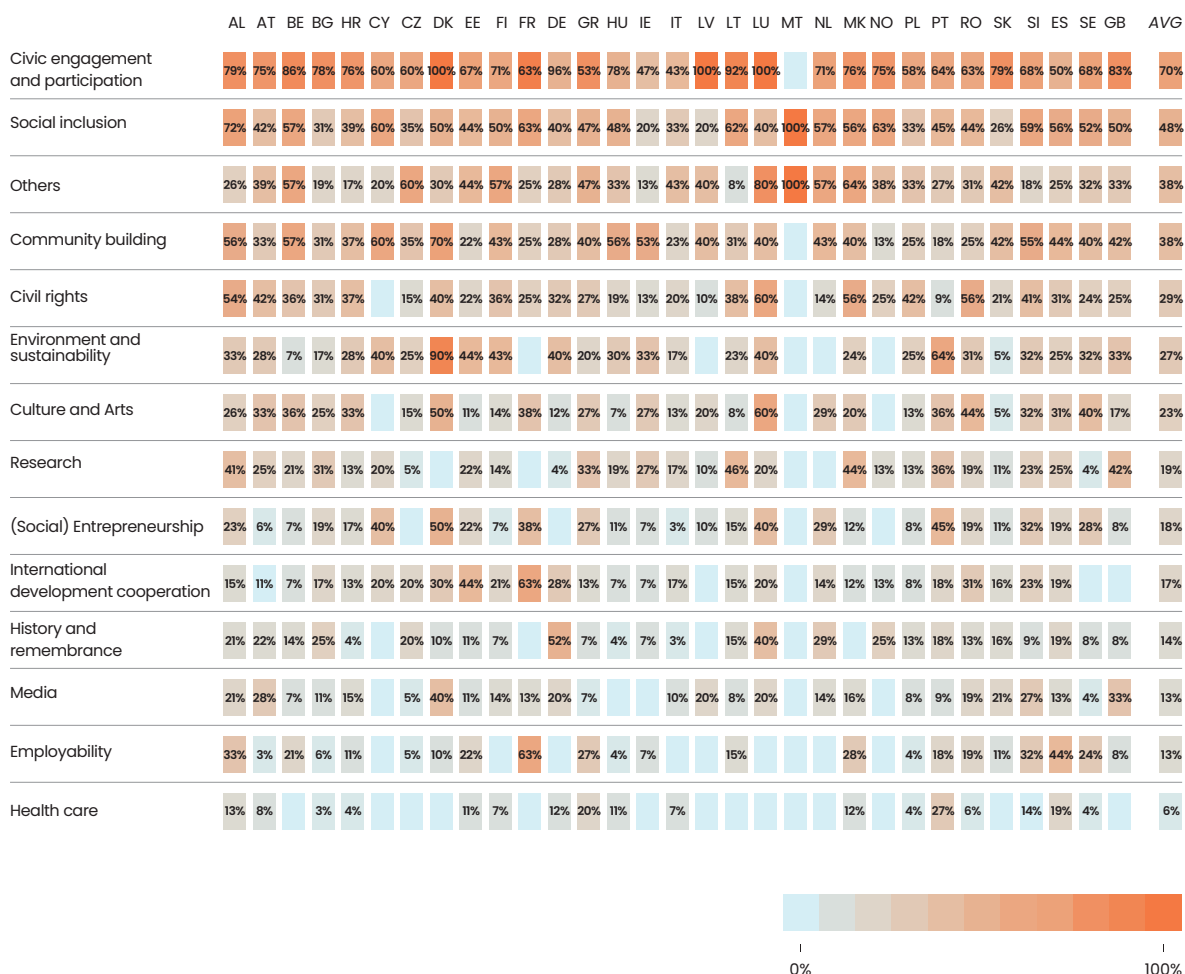 AL AT BE BG HR CY CZ DK EE FI FR DE GR HU IE IT LV LT LU MT NL MK NO PL PT RO SK SI ES SE GB AVG
Civic engagement
and participation
79% 75% 86% 78% 76% 60% 60% 100% 67% 71% 63% 96% 53% 78% 47% 43% 100% 92% 100% 71% 76% 75% 58% 64% 63% 79% 68% 50% 68% 83% 70%
Social inclusion
72% 42% 57% 31% 39% 60% 35% 50% 44% 50% 63% 40% 47% 48% 20% 33% 20% 62% 40% 100% 57% 56% 63% 33% 45% 44% 26% 59% 56% 52% 50% 48%
Others
26% 39% 57% 19% 17% 20% 60% 30% 44% 57% 25% 28% 47% 33% 13% 43% 40% 8% 80% 100% 57% 64% 38% 33% 27% 31% 42% 18% 25% 32% 33% 38%
Community building
56% 33% 57% 31% 37% 60% 35% 70% 22% 43% 25% 28% 40% 56% 53% 23% 40% 31% 40% 43% 40% 13% 25% 18% 25% 42% 55% 44% 40% 42% 38%
Civil rights
54% 42% 36% 31% 37% 15% 40% 22% 36% 25% 32% 27% 19% 13% 20% 10% 38% 60% 14% 56% 25% 42% 9% 56% 21% 41% 31% 24% 25% 29%
Environment and
sustainability
33% 28% 7% 17% 28% 40% 25% 90% 44% 43% 40% 20% 30% 33% 17% 23% 40% 24% 25% 64% 31% 5% 32% 25% 32% 33% 27%
Culture and Arts
26% 33% 36% 25% 33% 15% 50% 11% 14% 38% 12% 27% 7% 27% 13% 20% 8% 60% 29% 20% 13% 36% 44% 5% 32% 31% 40% 17% 23%
Research
41% 25% 21% 31% 13% 20% 5% 22% 14% 4% 33% 19% 27% 17% 10% 46% 20% 44% 13% 13% 36% 19% 11% 23% 25% 4% 42% 19%
(Social) Entrepreneurship
23% 6% 7% 19% 17% 40% 50% 22% 7% 38% 27% 11% 7% 3% 10% 15% 40% 29% 12% 8% 45% 19% 11% 32% 19% 28% 8% 18%
International
development cooperation
15% 11% 7% 17% 13% 20% 20% 30% 44% 21% 63% 28% 13% 7% 7% 17% 15% 20% 14% 12% 13% 8% 18% 31% 16% 23% 19% 17%
History and
remembrance
21% 22% 14% 25% 4% 20% 10% 11% 7% 52% 7% 4% 7% 3% 15% 40% 29% 25% 13% 18% 13% 16% 9% 19% 8% 8% 14%
Media
21% 28% 7% 11% 15% 5% 40% 11% 14% 13% 20% 7% 10% 20% 8% 20% 14% 16% 8% 9% 19% 21% 27% 13% 4% 33% 13%
Employability
33% 3% 21% 6% 11% 5% 10% 22% 63% 27% 4% 7% 15% 28% 4% 18% 19% 11% 32% 44% 24% 8% 13%
Health care
13% 8% 3% 4% 11% 7% 12% 20% 11% 7% 12% 4% 27% 6% 14% 19% 4% 6%
0% 100%